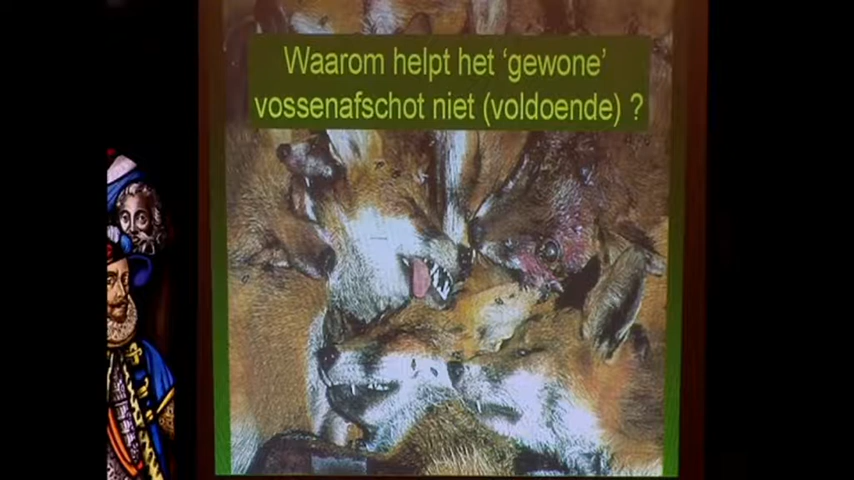 Waarom helpt het ‘gewone’
vossenafschot niet (voldoende) ?